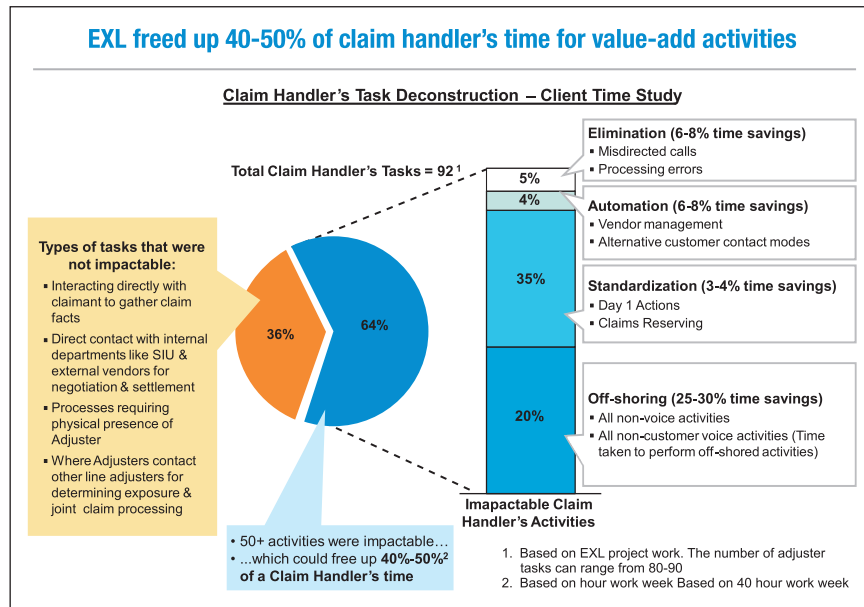 EXL freed up 40-50% of claim handler's time for value-add activities
Claim Handler's Task Deconstruction – Client Time Study
Total Claim Handler's Tasks = 92 1
Types of tasks that were
not impactable:
▪ Interacting directly with
claimant to gather claim
facts
▪ Direct contact with internal
departments like SIU &
external vendors for
negotiation & settlement
▪ Processes requiring
physical presence of
Adjuster
▪ Where Adjusters contact
other line adjusters for
determining exposure &
joint claim processing
36%
64%
• 50+ activities were impactable…
• ...which could free up 40%-50%2
of a Claim Handler's time
5%
4%
35%
20%
Imapactable Claim
Handler's Activities
Elimination (6-8% time savings)
▪ Misdirected calls
▪ Processing errors
Automation (6-8% time savings)
▪ Vendor management
▪ Alternative customer contact modes
Standardization (3-4% time savings)
▪ Day 1 Actions
▪ Claims Reserving
Off-shoring (25-30% time savings)
▪ All non-voice activities
▪ All non-customer voice activities (Time
taken to perform off-shored activities)
1. Based on EXL project work. The number of adjuster
tasks can range from 80-90
2. Based on hour work week Based on 40 hour work week